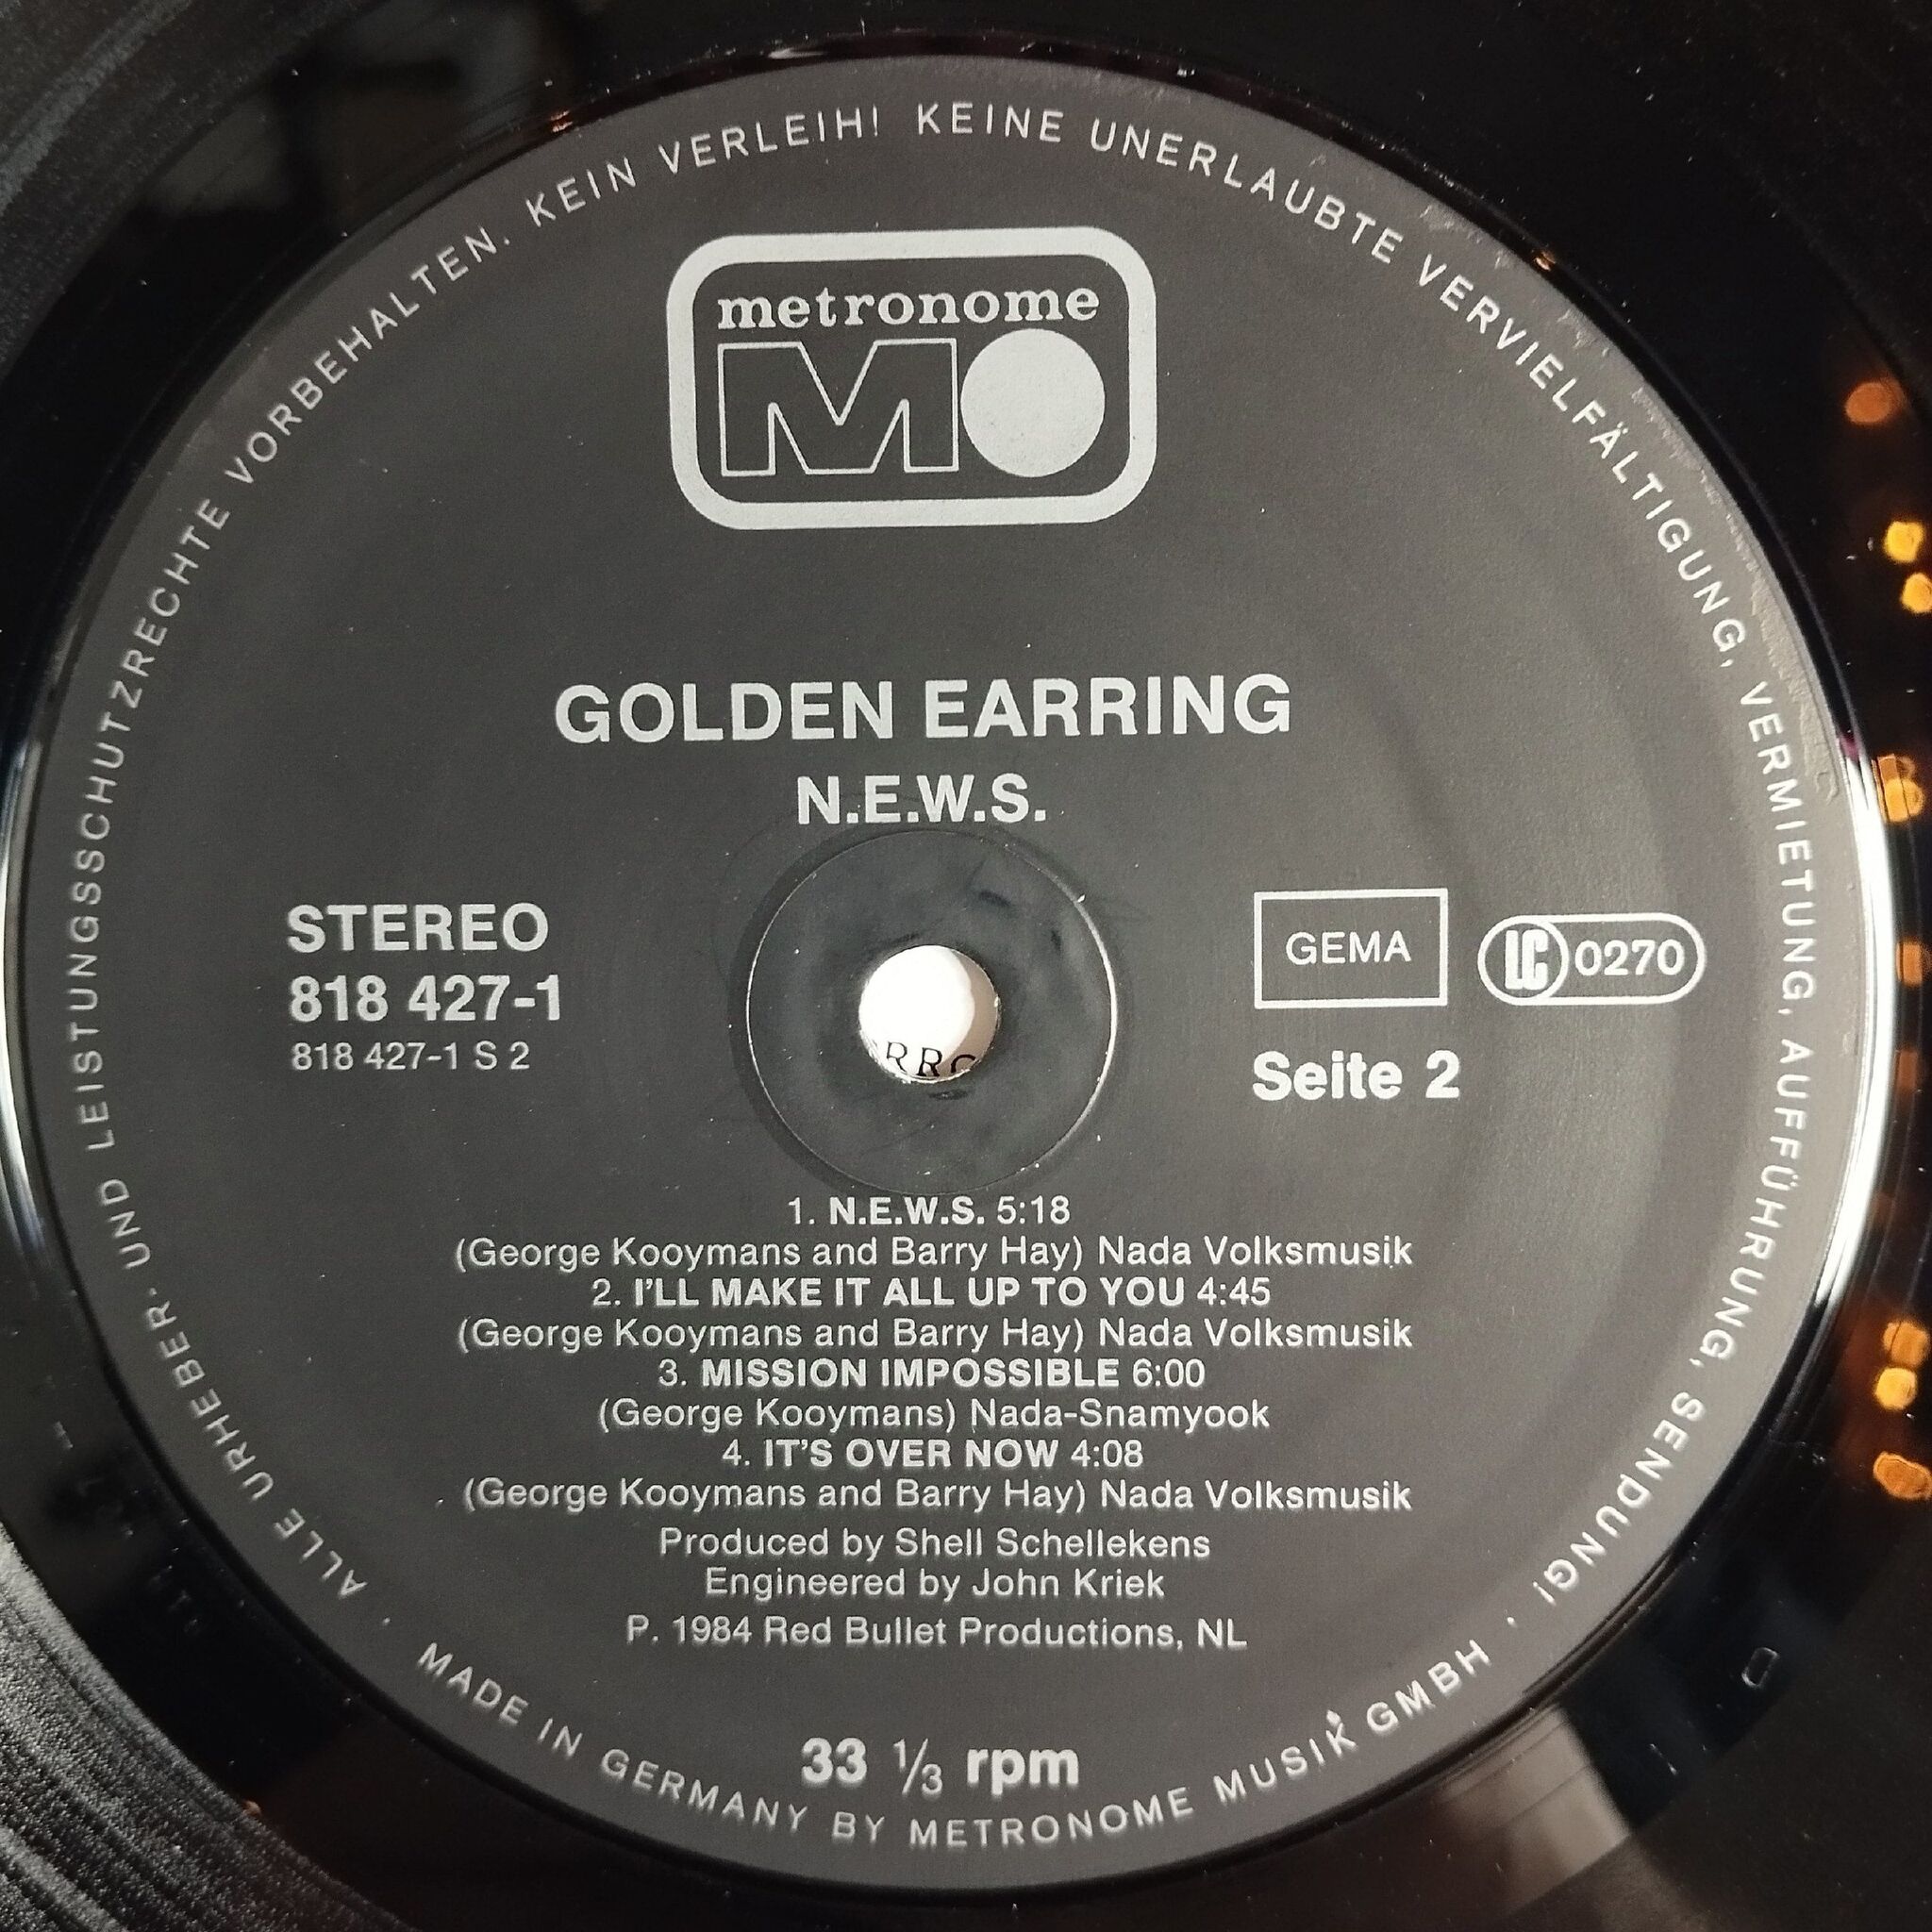 ALLE URHEBER- UND LEISTUNGSSCHUTZRECHTE VORBEHALTEN. KEIN VERLEIH! KEINE UNERLAUBTE VERVIELFÄLTIGUNG, VERMIETUNG, AUFFÜHRUNG, SENDUNG!
metronome
MO
GOLDEN EARRING
N.E.W.S.
STEREO
818 427-1
818 427-1 S 2
GEMA
LC 0270
Seite 2
RR
1. N.E.W.S. 5:18
(George Kooymans and Barry Hay) Nada Volksmusik
2. I'LL MAKE IT ALL UP TO YOU 4:45
(George Kooymans and Barry Hay) Nada Volksmusik
3. MISSION IMPOSSIBLE 6:00
(George Kooymans) Nada-Snamyook
4. IT'S OVER NOW 4:08
(George Kooymans and Barry Hay) Nada Volksmusik
Produced by Shell Schellekens
Engineered by John Kriek
P. 1984 Red Bullet Productions, NL
33 1/3 rpm
· MADE IN GERMANY BY METRONOME MUSIK GMBH ·